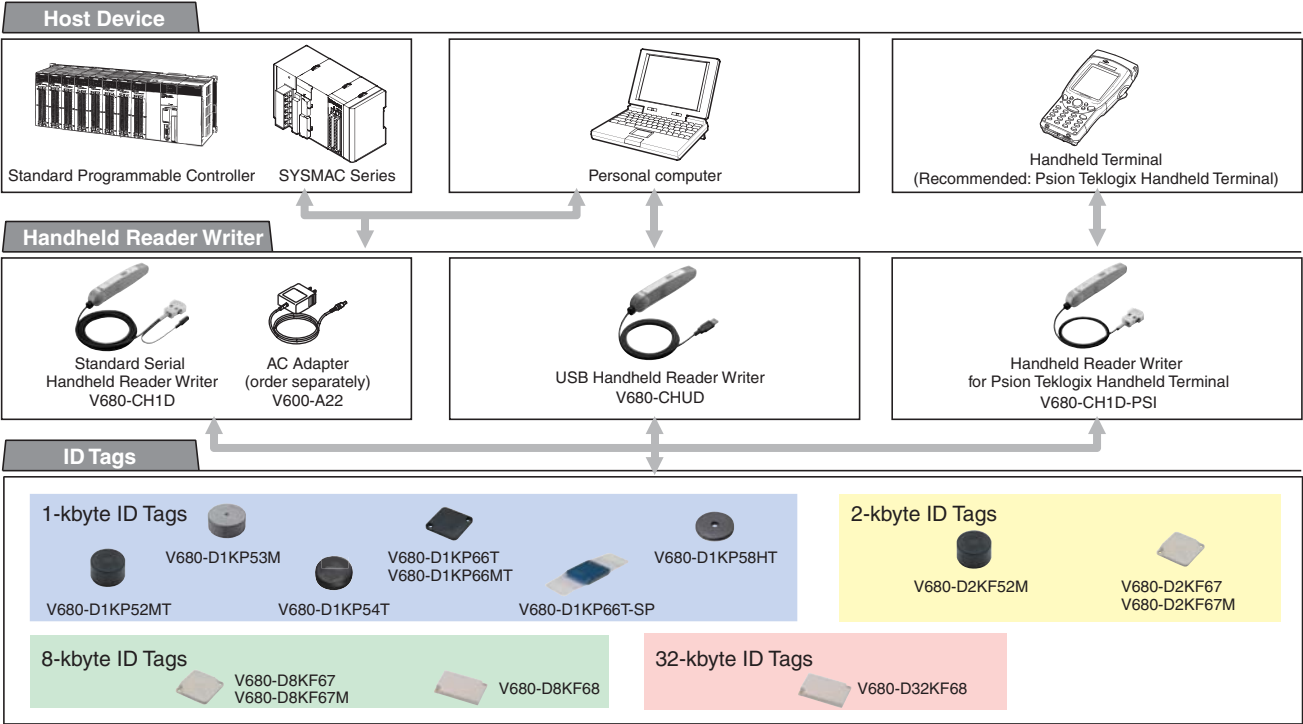 Host Device
Standard Programmable Controller
SYSMAC Series
Personal computer
Handheld Terminal
(Recommended: Psion Teklogix Handheld Terminal)
Handheld Reader Writer
Standard Serial
Handheld Reader Writer
V680-CH1D
AC Adapter
(order separately)
V600-A22
USB Handheld Reader Writer
V680-CHUD
Handheld Reader Writer
for Psion Teklogix Handheld Terminal
V680-CH1D-PSI
ID Tags
1-kbyte ID Tags
V680-D1KP53M
V680-D1KP66T
V680-D1KP66MT
V680-D1KP58HT
V680-D1KP52MT
V680-D1KP54T
V680-D1KP66T-SP
2-kbyte ID Tags
V680-D2KF52M
V680-D2KF67
V680-D2KF67M
8-kbyte ID Tags
V680-D8KF67
V680-D8KF67M
V680-D8KF68
32-kbyte ID Tags
V680-D32KF68